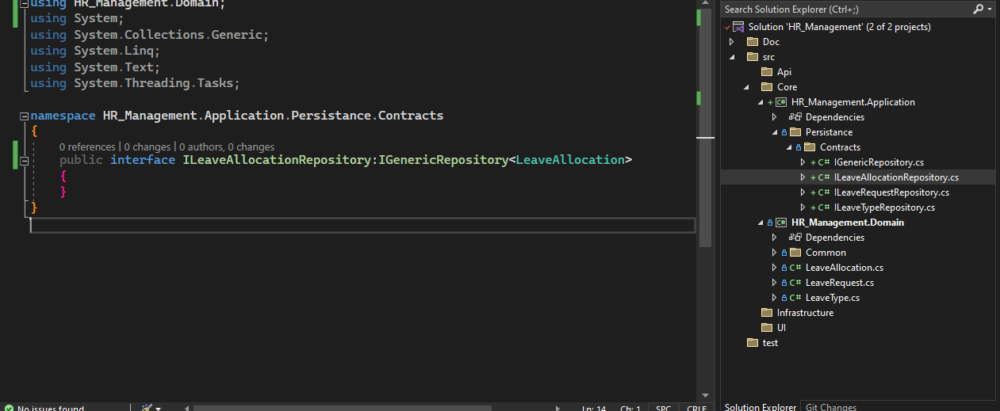 using HR_Management.Domain;
using System;
using System.Collections.Generic;
using System.Linq;
using System.Text;
using System.Threading.Tasks;
namespace HR_Management.Application.Persistance.Contracts
{
0 references | 0 changes | 0 authors, 0 changes
public interface ILeaveAllocationRepository:IGenericRepository<LeaveAllocation>
{
}
}
No issues found
Ln: 14 Ch: 1 SPC CRLF
Search Solution Explorer (Ctrl+;)
Solution 'HR_Management' (2 of 2 projects)
Doc
src
Api
Core
+ C# HR_Management.Application
Dependencies
Persistance
Contracts
+ C# IGenericRepository.cs
+ C# ILeaveAllocationRepository.cs
+ C# ILeaveRequestRepository.cs
+ C# ILeaveTypeRepository.cs
C# HR_Management.Domain
Dependencies
Common
C# LeaveAllocation.cs
C# LeaveRequest.cs
C# LeaveType.cs
Infrastructure
UI
test
Solution Explorer Git Changes